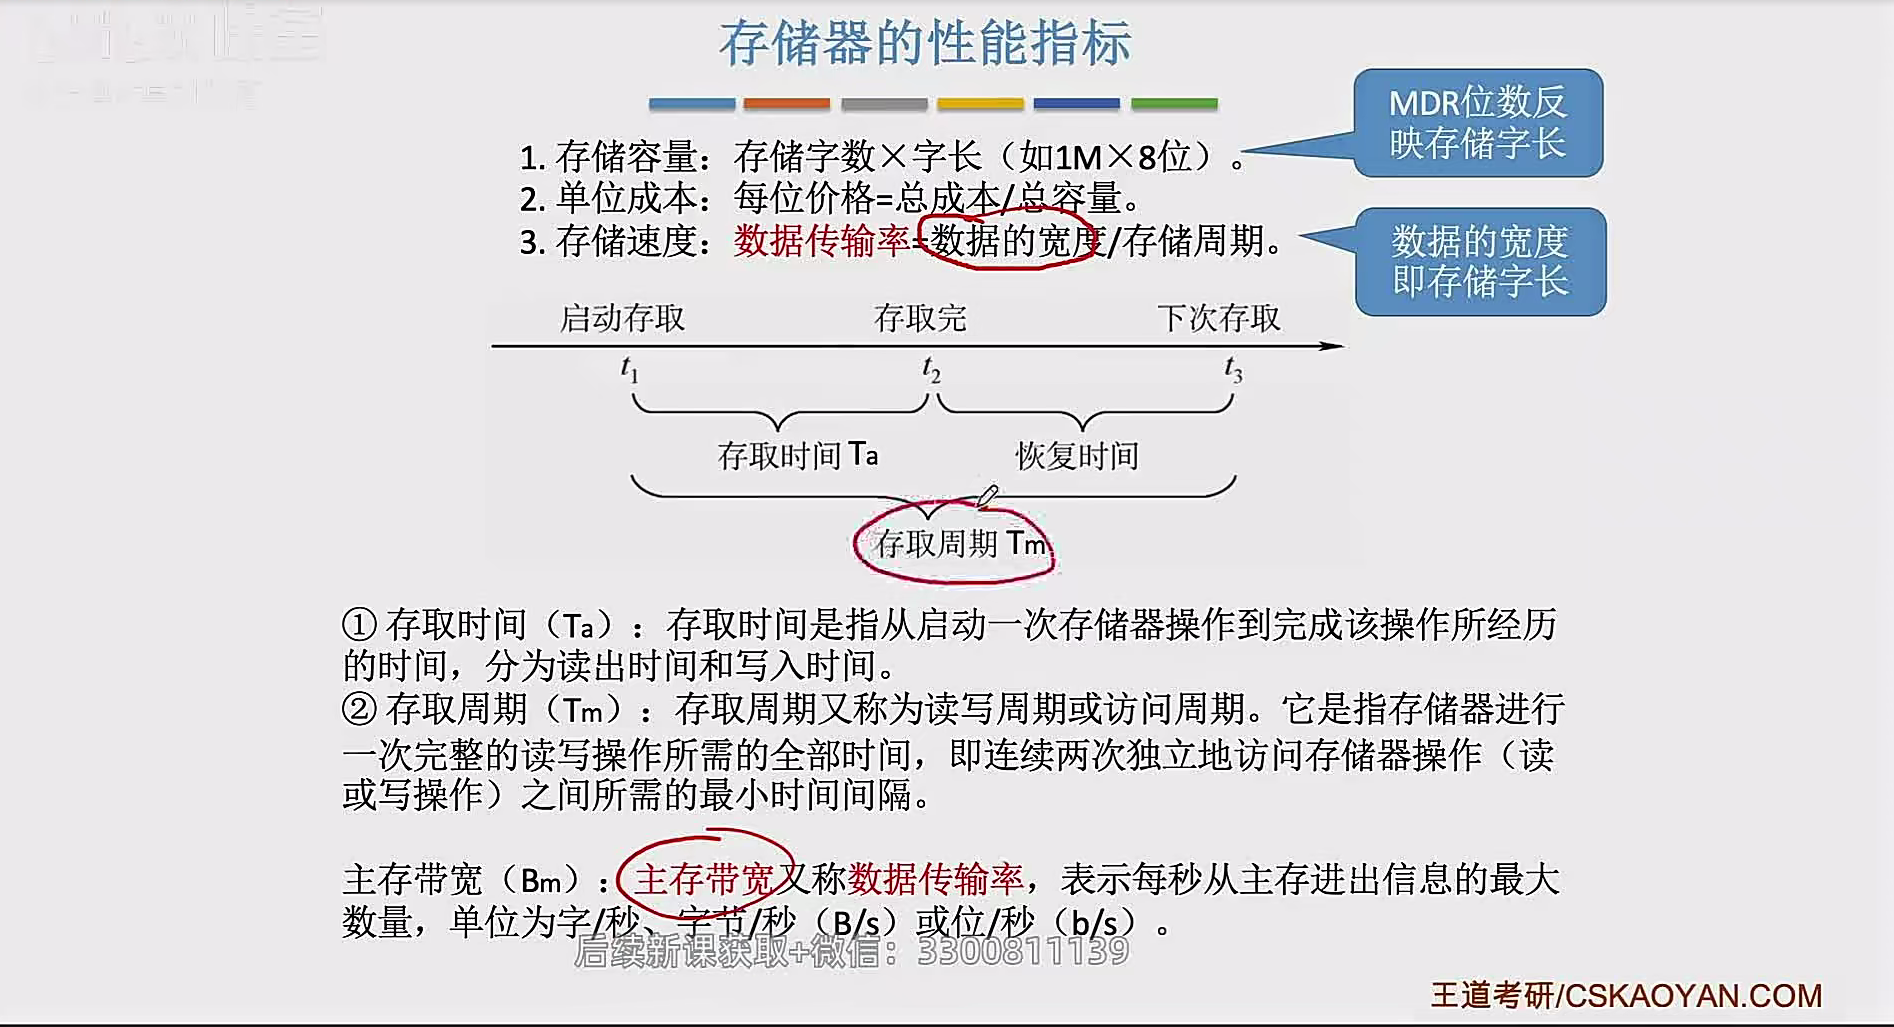 存储器的性能指标
MDR位数反
映存储字长
1. 存储容量：存储字数×字长（如1M×8位）。
2. 单位成本：每位价格=总成本/总容量。
3. 存储速度：数据传输率=数据的宽度/存储周期。
数据的宽度
即存储字长
启动存取 存取完 下次存取
t1 t2 t3
存取时间 Ta 恢复时间
存取周期 Tm
① 存取时间（Ta）：存取时间是指从启动一次存储器操作到完成该操作所经历
的时间，分为读出时间和写入时间。
② 存取周期（Tm）：存取周期又称为读写周期或访问周期。它是指存储器进行
一次完整的读写操作所需的全部时间，即连续两次独立地访问存储器操作（读
或写操作）之间所需的最小时间间隔。
主存带宽（Bm）：主存带宽又称数据传输率，表示每秒从主存进出信息的最大
数量，单位为字/秒、字节/秒（B/s）或位/秒（b/s）。
后续新课获取+微信：3300811139
王道考研/CSKAOYAN.COM